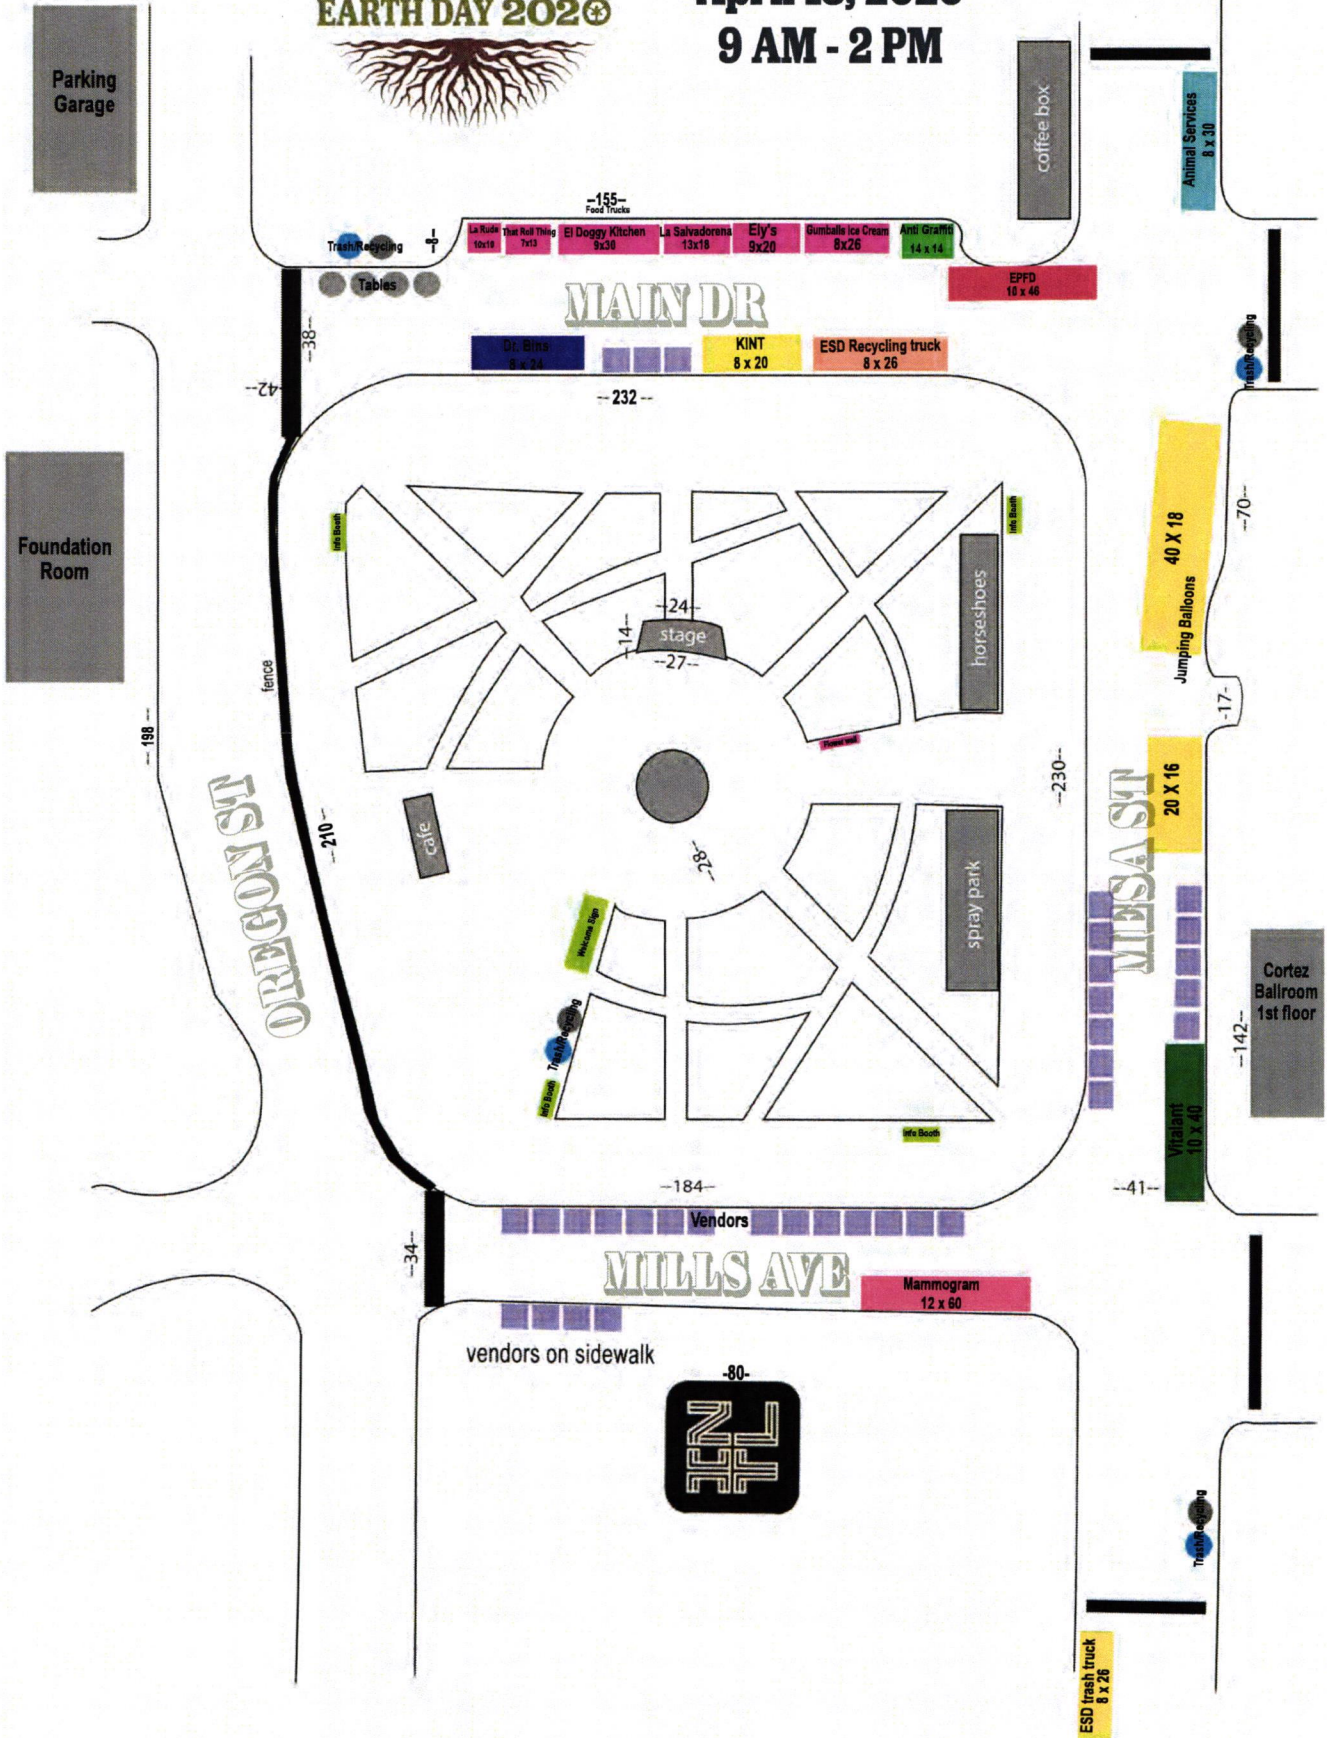 EARTH DAY 2020
9 AM - 2 PM
Parking
Garage
coffee box
Animal Services
8 x 30
--155--
Food Trucks
Trash/Recycling
--8--
La Rude
10x19
That Roll Thing
7x13
El Doggy Kitchen
9x30
La Salvadorena
13x18
Ely's
9x20
Gumballs Ice Cream
8x26
Anti Graffiti
14 x 14
Tables
EPFD
10 x 46
MAIN DR
--38--
--42--
Dr. Bins
8 x 24
KINT
8 x 20
ESD Recycling truck
8 x 26
Trash/Recycling
-- 232 --
Foundation
Room
Info Booth
Info Booth
40 X 18
Jumping Balloons
--70--
horseshoes
--24--
--14--
stage
--27--
fence
-17-
-- 198 --
Flower wall
OREGON ST
--210--
cafe
--28--
--230--
MESA ST
20 X 16
spray park
Welcome Sign
Cortez
Ballroom
1st floor
Trash/Recycling
--142--
Info Booth
Info Booth
Vitalant
10 x 40
--184--
--41--
Vendors
--34--
MILLS AVE
Mammogram
12 x 60
vendors on sidewalk
-80-
Trash/Recycling
ESD trash truck
8 x 26